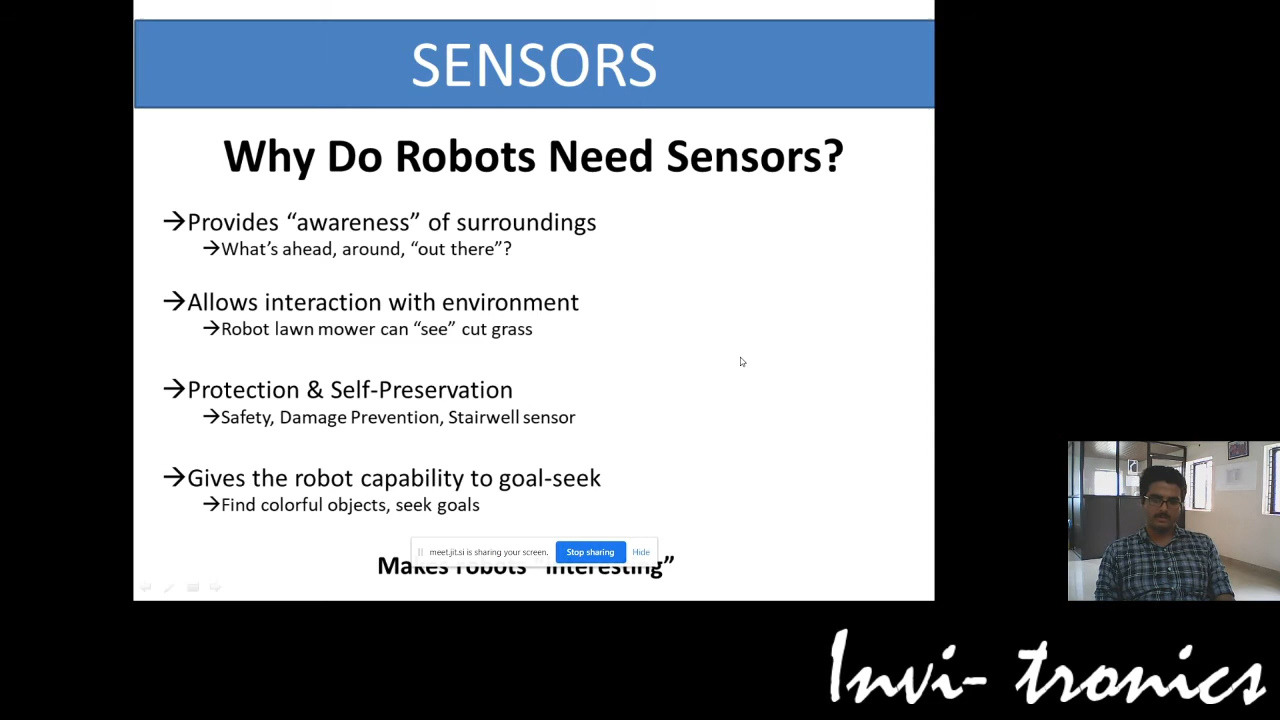 SENSORS
Why Do Robots Need Sensors?
→Provides “awareness” of surroundings
→What’s ahead, around, “out there”?
→Allows interaction with environment
→Robot lawn mower can “see” cut grass
→Protection & Self-Preservation
→Safety, Damage Prevention, Stairwell sensor
→Gives the robot capability to goal-seek
→Find colorful objects, seek goals
meet.jit.si is sharing your screen. Stop sharing Hide
Makes robots “interesting”
Invi- tronics